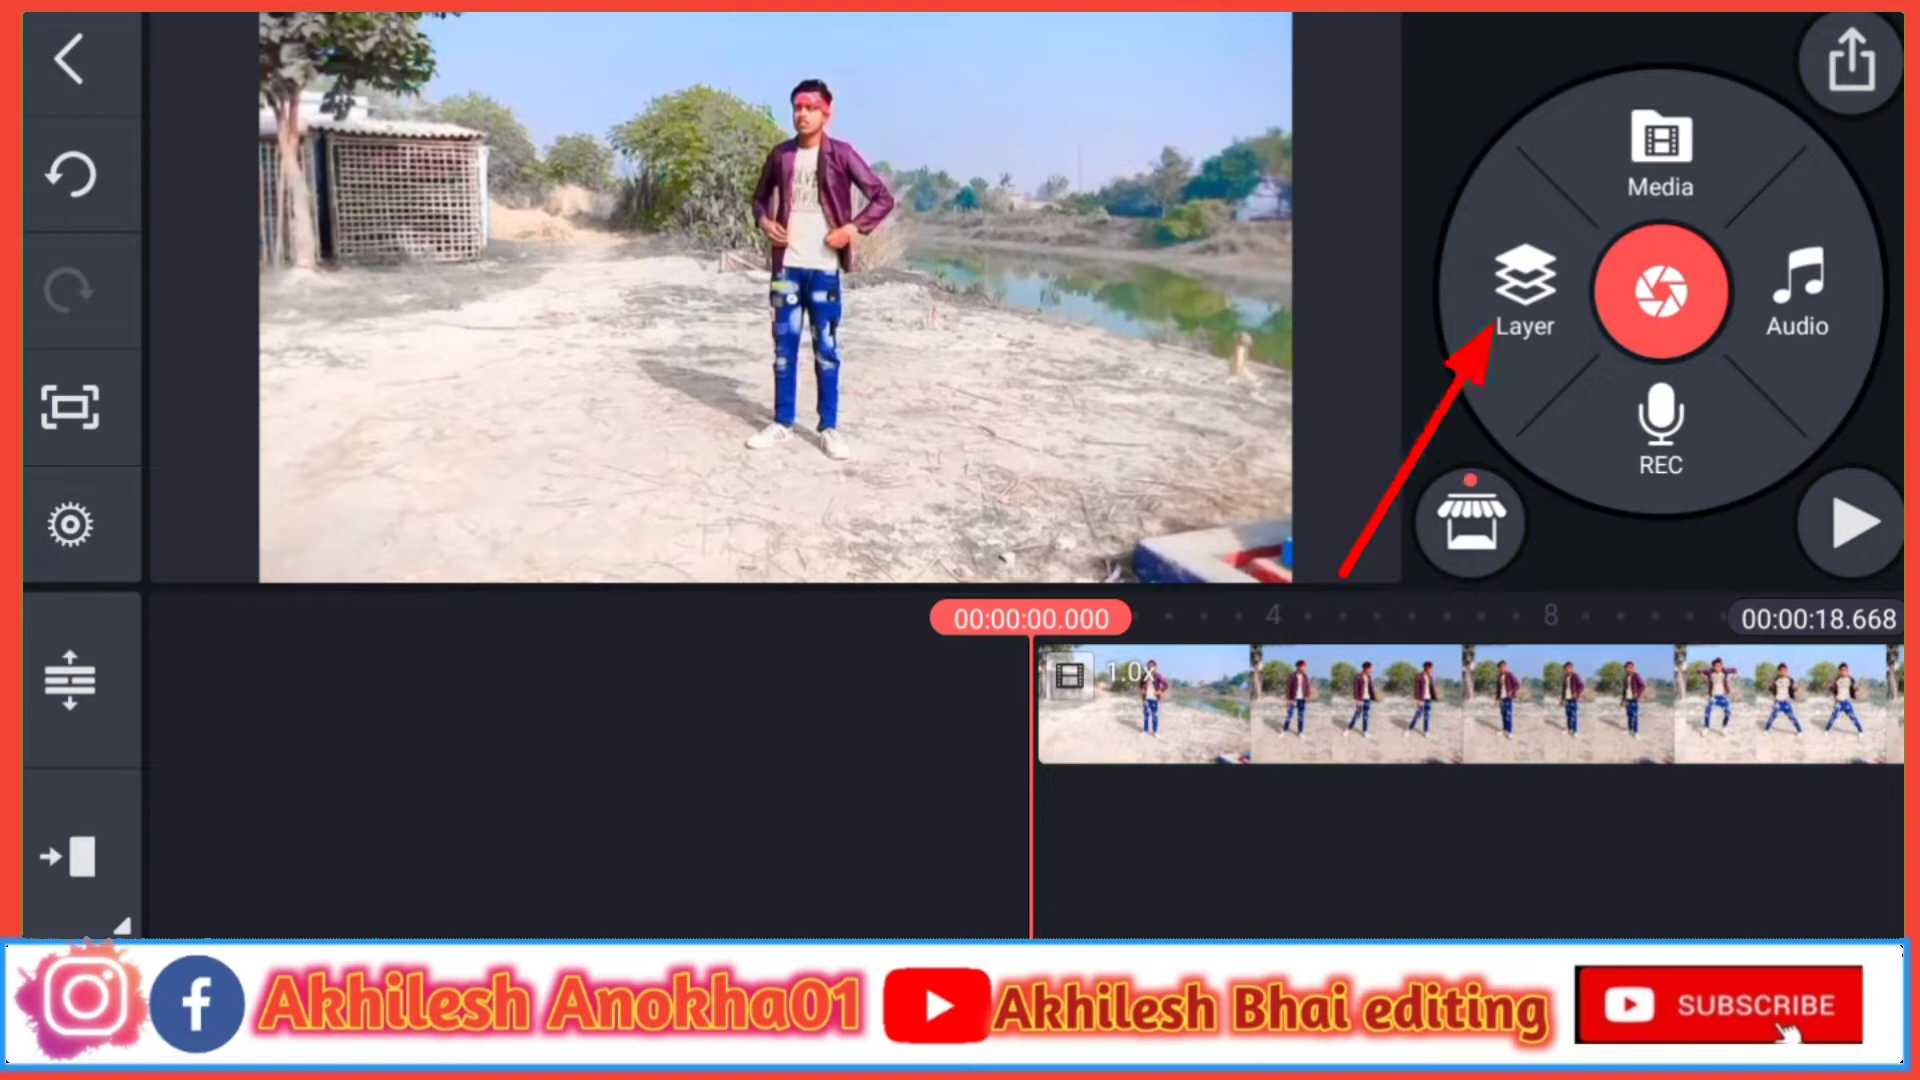 Media
Layer
Audio
REC
00:00:00.000
4
8
00:00:18.668
1.0x
Akhilesh Anokha01
Akhilesh Bhai editing
SUBSCRIBE